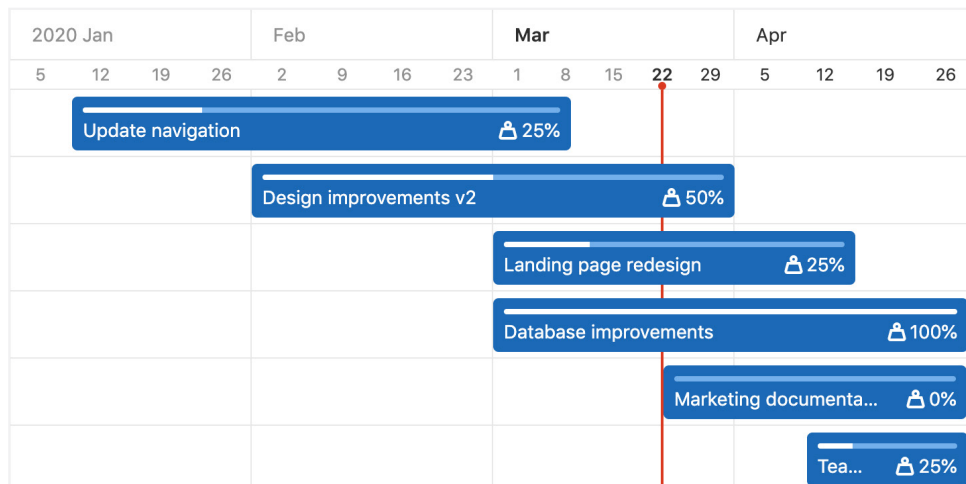 2020 Jan Feb Mar Apr
5 12 19 26 2 9 16 23 1 8 15 22 29 5 12 19 26
Update navigation 25%
Design improvements v2 50%
Landing page redesign 25%
Database improvements 100%
Marketing documenta... 0%
Tea... 25%